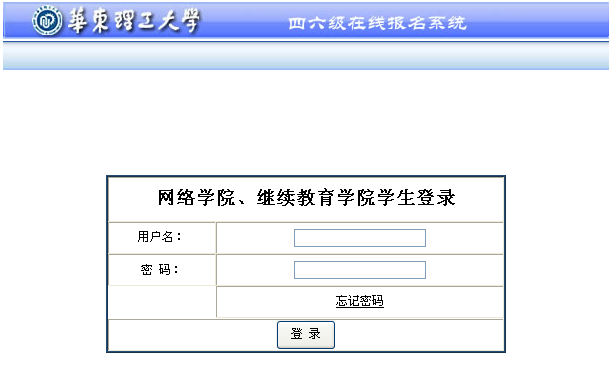 華東理工大學
四六级在线报名系统
网络学院、继续教育学院学生登录
用户名：
密 码：
忘记密码
登 录